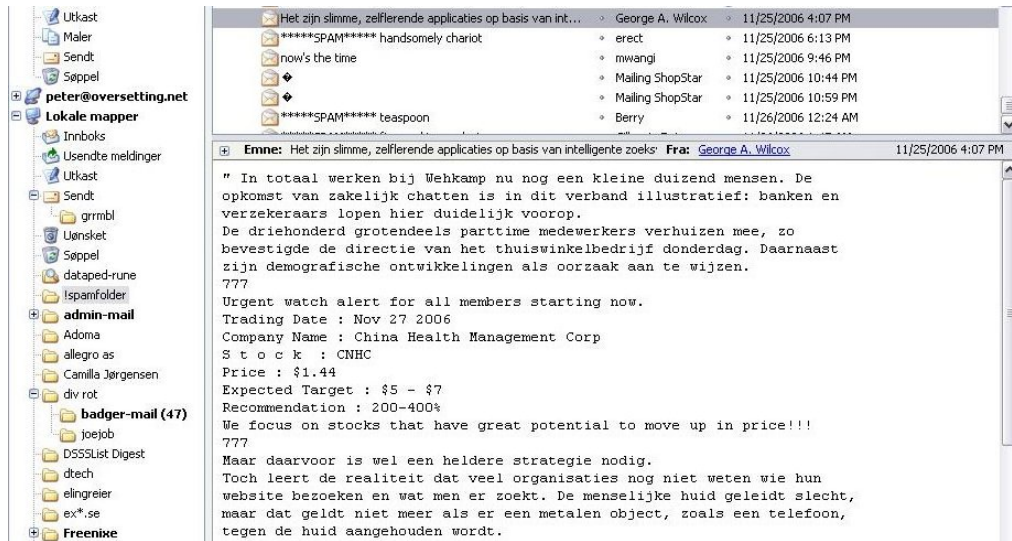 Utkast
Maler
Sendt
Søppel
peter@oversetting.net
Lokale mapper
Innboks
Usendte meldinger
Utkast
Sendt
grrmbl
Uønsket
Søppel
dataped-rune
!spamfolder
admin-mail
Adoma
allegro as
Camilla Jørgensen
div rot
badger-mail (47)
joejob
DSSSList Digest
dtech
elingreier
ex*.se
Freenixe
Het zijn slimme, zelflerende applicaties op basis van int... George A. Wilcox 11/25/2006 4:07 PM
*****SPAM***** handsomely chariot erect 11/25/2006 6:13 PM
now's the time mwangi 11/25/2006 9:46 PM
� Mailing ShopStar 11/25/2006 10:44 PM
� Mailing ShopStar 11/25/2006 10:59 PM
*****SPAM***** teaspoon Berry 11/26/2006 12:24 AM
Emne: Het zijn slimme, zelflerende applicaties op basis van intelligente zoeks Fra: George A. Wilcox 11/25/2006 4:07 PM
" In totaal werken bij Wehkamp nu nog een kleine duizend mensen. De
opkomst van zakelijk chatten is in dit verband illustratief: banken en
verzekeraars lopen hier duidelijk voorop.
De driehonderd grotendeels parttime medewerkers verhuizen mee, zo
bevestigde de directie van het thuiswinkelbedrijf donderdag. Daarnaast
zijn demografische ontwikkelingen als oorzaak aan te wijzen.
777
Urgent watch alert for all members starting now.
Trading Date : Nov 27 2006
Company Name : China Health Management Corp
S t o c k : CNHC
Price : $1.44
Expected Target : $5 - $7
Recommendation : 200-400%
We focus on stocks that have great potential to move up in price!!!
777
Maar daarvoor is wel een heldere strategie nodig.
Toch leert de realiteit dat veel organisaties nog niet weten wie hun
website bezoeken en wat men er zoekt. De menselijke huid geleidt slecht,
maar dat geldt niet meer als er een metalen object, zoals een telefoon,
tegen de huid aangehouden wordt.